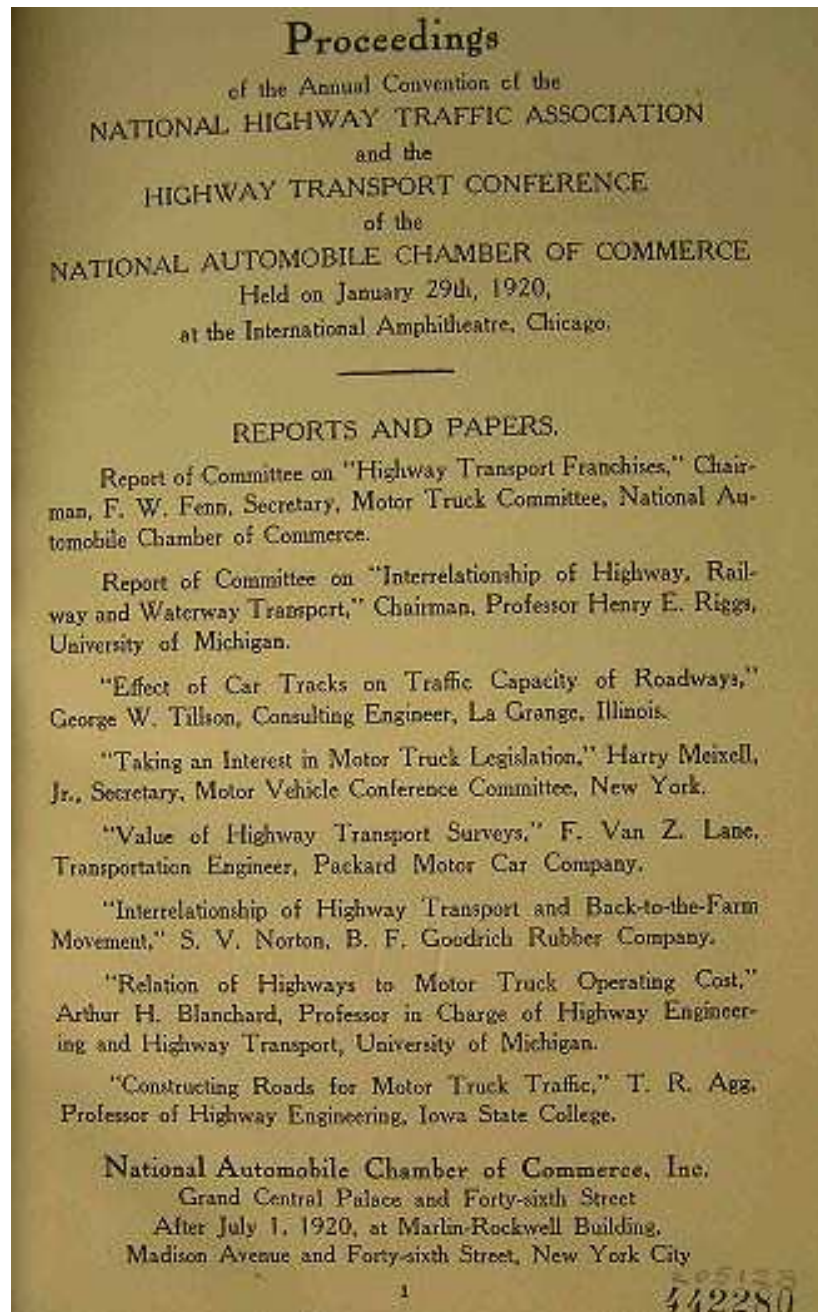 Proceedings
of the Annual Convention of the
NATIONAL HIGHWAY TRAFFIC ASSOCIATION
and the
HIGHWAY TRANSPORT CONFERENCE
of the
NATIONAL AUTOMOBILE CHAMBER OF COMMERCE
Held on January 29th, 1920,
at the International Amphitheatre, Chicago.
REPORTS AND PAPERS.
Report of Committee on "Highway Transport Franchises," Chair-
man, F. W. Fenn, Secretary, Motor Truck Committee, National Au-
tomobile Chamber of Commerce.
Report of Committee on "Interrelationship of Highway, Rail-
way and Waterway Transport," Chairman, Professor Henry E. Riggs,
University of Michigan.
"Effect of Car Tracks on Traffic Capacity of Roadways,"
George W. Tillson, Consulting Engineer, La Grange, Illinois.
"Taking an Interest in Motor Truck Legislation," Harry Meixell,
Jr., Secretary, Motor Vehicle Conference Committee, New York.
"Value of Highway Transport Surveys," F. Van Z. Lane,
Transportation Engineer, Packard Motor Car Company.
"Interrelationship of Highway Transport and Back-to-the-Farm
Movement," S. V. Norton, B. F. Goodrich Rubber Company.
"Relation of Highways to Motor Truck Operating Cost,"
Arthur H. Blanchard, Professor in Charge of Highway Engineer-
ing and Highway Transport, University of Michigan.
"Constructing Roads for Motor Truck Traffic," T. R. Agg,
Professor of Highway Engineering, Iowa State College.
National Automobile Chamber of Commerce, Inc.
Grand Central Palace and Forty-sixth Street
After July 1, 1920, at Marlin-Rockwell Building,
Madison Avenue and Forty-sixth Street, New York City
1
442280